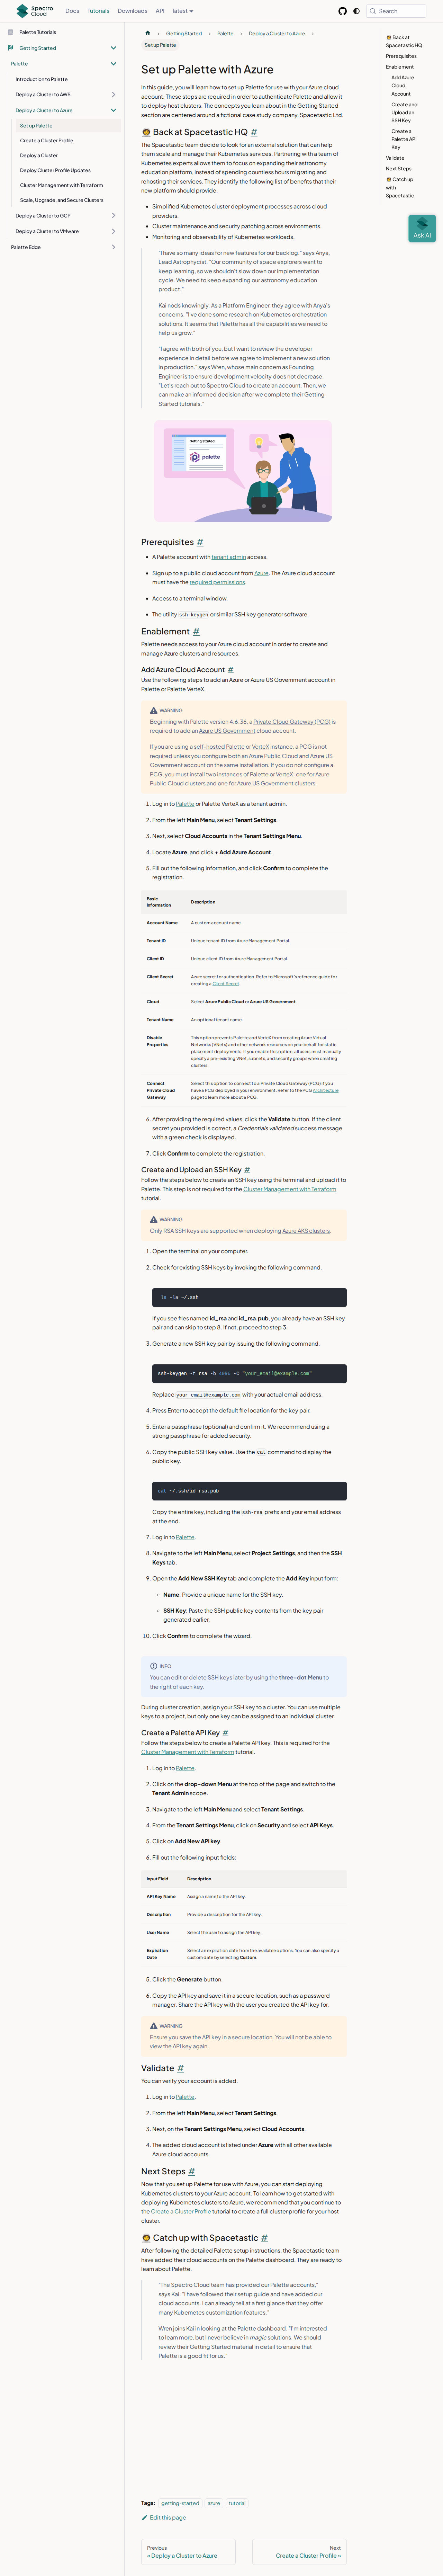 Spectro Cloud
Docs
Tutorials
Downloads
API
latest
Search
Palette Tutorials
Getting Started
Palette
Introduction to Palette
Deploy a Cluster to AWS
Deploy a Cluster to Azure
Set up Palette
Create a Cluster Profile
Deploy a Cluster
Deploy Cluster Profile Updates
Cluster Management with Terraform
Scale, Upgrade, and Secure Clusters
Deploy a Cluster to GCP
Deploy a Cluster to VMware
Palette Edge
Getting Started
Palette
Deploy a Cluster to Azure
Set up Palette
Set up Palette with Azure
In this guide, you will learn how to set up Palette for use with your Azure cloud
account. These steps are required in order to authenticate Palette and allow it
to deploy host clusters. The concepts you learn about in the Getting Started
section are centered around a fictional case study company, Spacetastic Ltd.
🧑‍🚀 Back at Spacetastic HQ #
The Spacetastic team decide to look for an external solution that can help
them scale and manage their Kubernetes services. Partnering with a team of
Kubernetes experts allow them to focus on expanding their astronomy
education platform, instead of spending countless hours migrating and
refreshing their services. They identify the following list of benefits that their
new platform should provide.
Simplified Kubernetes cluster deployment processes across cloud
providers.
Cluster maintenance and security patching across environments.
Monitoring and observability of Kubernetes workloads.
"I have so many ideas for new features for our backlog," says Anya,
Lead Astrophycist. "Our community of space explorers want to
keep learning, so we shouldn't slow down our implementation
cycle. We need to keep expanding our astronomy education
product."
Kai nods knowingly. As a Platform Engineer, they agree with Anya's
concerns. "I've done some research on Kubernetes orchestration
solutions. It seems that Palette has all the capabilities we need to
help us grow."
"I agree with both of you, but I want to review the developer
experience in detail before we agree to implement a new solution
in production." says Wren, whose main concern as Founding
Engineer is to ensure development velocity does not decrease.
"Let's reach out to Spectro Cloud to create an account. Then, we
can make an informed decision after we complete their Getting
Started tutorials."
Getting Started
palette
Prerequisites #
A Palette account with tenant admin access.
Sign up to a public cloud account from Azure. The Azure cloud account
must have the required permissions.
Access to a terminal window.
The utility ssh-keygen or similar SSH key generator software.
Enablement #
Palette needs access to your Azure cloud account in order to create and
manage Azure clusters and resources.
Add Azure Cloud Account #
Use the following steps to add an Azure or Azure US Government account in
Palette or Palette VerteX.
WARNING
Beginning with Palette version 4.6.36, a Private Cloud Gateway (PCG) is
required to add an Azure US Government cloud account.
If you are using a self-hosted Palette or VerteX instance, a PCG is not
required unless you configure both an Azure Public Cloud and Azure US
Government account on the same installation. If you do not configure a
PCG, you must install two instances of Palette or VerteX: one for Azure
Public Cloud clusters and one for Azure US Government clusters.
1. Log in to Palette or Palette VerteX as a tenant admin.
2. From the left Main Menu, select Tenant Settings.
3. Next, select Cloud Accounts in the Tenant Settings Menu.
4. Locate Azure, and click + Add Azure Account.
5. Fill out the following information, and click Confirm to complete the
registration.
Basic Information
Description
Account Name
A custom account name.
Tenant ID
Unique tenant ID from Azure Management Portal.
Client ID
Unique client ID from Azure Management Portal.
Client Secret
Azure secret for authentication. Refer to Microsoft's reference guide for
creating a Client Secret.
Cloud
Select Azure Public Cloud or Azure US Government.
Tenant Name
An optional tenant name.
Disable Properties
This option prevents Palette and VerteX from creating Azure Virtual
Networks (VNets) and other network resources on your behalf for static
placement deployments. If you enable this option, all users must manually
specify a pre-existing VNet, subnets, and security groups when creating
clusters.
Connect Private Cloud Gateway
Select this option to connect to a Private Cloud Gateway (PCG) if you
have a PCG deployed in your environment. Refer to the PCG Architecture
page to learn more about a PCG.
6. After providing the required values, click the Validate button. If the client
secret you provided is correct, a Credentials validated success message
with a green check is displayed.
7. Click Confirm to complete the registration.
Create and Upload an SSH Key #
Follow the steps below to create an SSH key using the terminal and upload it to
Palette. This step is not required for the Cluster Management with Terraform
tutorial.
WARNING
Only RSA SSH keys are supported when deploying Azure AKS clusters.
1. Open the terminal on your computer.
2. Check for existing SSH keys by invoking the following command.
ls -la ~/.ssh
If you see files named id_rsa and id_rsa.pub, you already have an SSH key
pair and can skip to step 8. If not, proceed to step 3.
3. Generate a new SSH key pair by issuing the following command.
ssh-keygen -t rsa -b 4096 -C "your_email@example.com"
Replace your_email@example.com with your actual email address.
4. Press Enter to accept the default file location for the key pair.
5. Enter a passphrase (optional) and confirm it. We recommend using a
strong passphrase for added security.
6. Copy the public SSH key value. Use the cat command to display the
public key.
cat ~/.ssh/id_rsa.pub
Copy the entire key, including the ssh-rsa prefix and your email address
at the end.
7. Log in to Palette.
8. Navigate to the left Main Menu, select Project Settings, and then the SSH
Keys tab.
9. Open the Add New SSH Key tab and complete the Add Key input form:
Name: Provide a unique name for the SSH key.
SSH Key: Paste the SSH public key contents from the key pair
generated earlier.
10. Click Confirm to complete the wizard.
INFO
You can edit or delete SSH keys later by using the three-dot Menu to
the right of each key.
During cluster creation, assign your SSH key to a cluster. You can use multiple
keys to a project, but only one key can be assigned to an individual cluster.
Create a Palette API Key #
Follow the steps below to create a Palette API key. This is required for the
Cluster Management with Terraform tutorial.
1. Log in to Palette.
2. Click on the drop-down Menu at the top of the page and switch to the
Tenant Admin scope.
3. Navigate to the left Main Menu and select Tenant Settings.
4. From the Tenant Settings Menu, click on Security and select API Keys.
5. Click on Add New API key.
6. Fill out the following input fields:
Input Field
Description
API Key Name
Assign a name to the API key.
Description
Provide a description for the API key.
User Name
Select the user to assign the API key.
Expiration Date
Select an expiration date from the available options. You can also specify a
custom date by selecting Custom.
5. Click the Generate button.
6. Copy the API key and save it in a secure location, such as a password
manager. Share the API key with the user you created the API key for.
WARNING
Ensure you save the API key in a secure location. You will not be able to
view the API key again.
Validate #
You can verify your account is added.
1. Log in to Palette.
2. From the left Main Menu, select Tenant Settings.
3. Next, on the Tenant Settings Menu, select Cloud Accounts.
4. The added cloud account is listed under Azure with all other available
Azure cloud accounts.
Next Steps #
Now that you set up Palette for use with Azure, you can start deploying
Kubernetes clusters to your Azure account. To learn how to get started with
deploying Kubernetes clusters to Azure, we recommend that you continue to
the Create a Cluster Profile tutorial to create a full cluster profile for your host
cluster.
🧑‍🚀 Catch up with Spacetastic #
After following the detailed Palette setup instructions, the Spacetastic team
have added their cloud accounts on the Palette dashboard. They are ready to
learn about Palette.
"The Spectro Cloud team has provided our Palette accounts,"
says Kai. "I have followed their setup guide and have added our
cloud accounts. I can already tell at a first glance that they offer
many Kubernetes customization features."
Wren joins Kai in looking at the Palette dashboard. "I'm interested
to learn more, but I never believe in magic solutions. We should
review their Getting Started material in detail to ensure that
Palette is a good fit for us."
Tags:
getting-started
azure
tutorial
Edit this page
Previous
« Deploy a Cluster to Azure
Next
Create a Cluster Profile »
🧑‍🚀 Back at
Spacetastic HQ
Prerequisites
Enablement
Add Azure
Cloud
Account
Create and
Upload an
SSH Key
Create a
Palette API
Key
Validate
Next Steps
🧑‍🚀 Catch up
with
Spacetastic
Ask AI